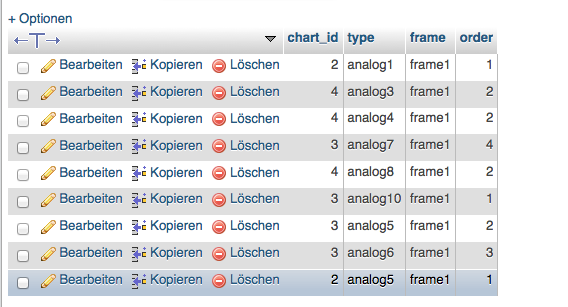 + Optionen
←T→ chart_id type frame order
Bearbeiten Kopieren Löschen 2 analog1 frame1 1
Bearbeiten Kopieren Löschen 4 analog3 frame1 2
Bearbeiten Kopieren Löschen 4 analog4 frame1 2
Bearbeiten Kopieren Löschen 3 analog7 frame1 4
Bearbeiten Kopieren Löschen 4 analog8 frame1 2
Bearbeiten Kopieren Löschen 3 analog10 frame1 1
Bearbeiten Kopieren Löschen 3 analog5 frame1 2
Bearbeiten Kopieren Löschen 3 analog6 frame1 3
Bearbeiten Kopieren Löschen 2 analog5 frame1 1